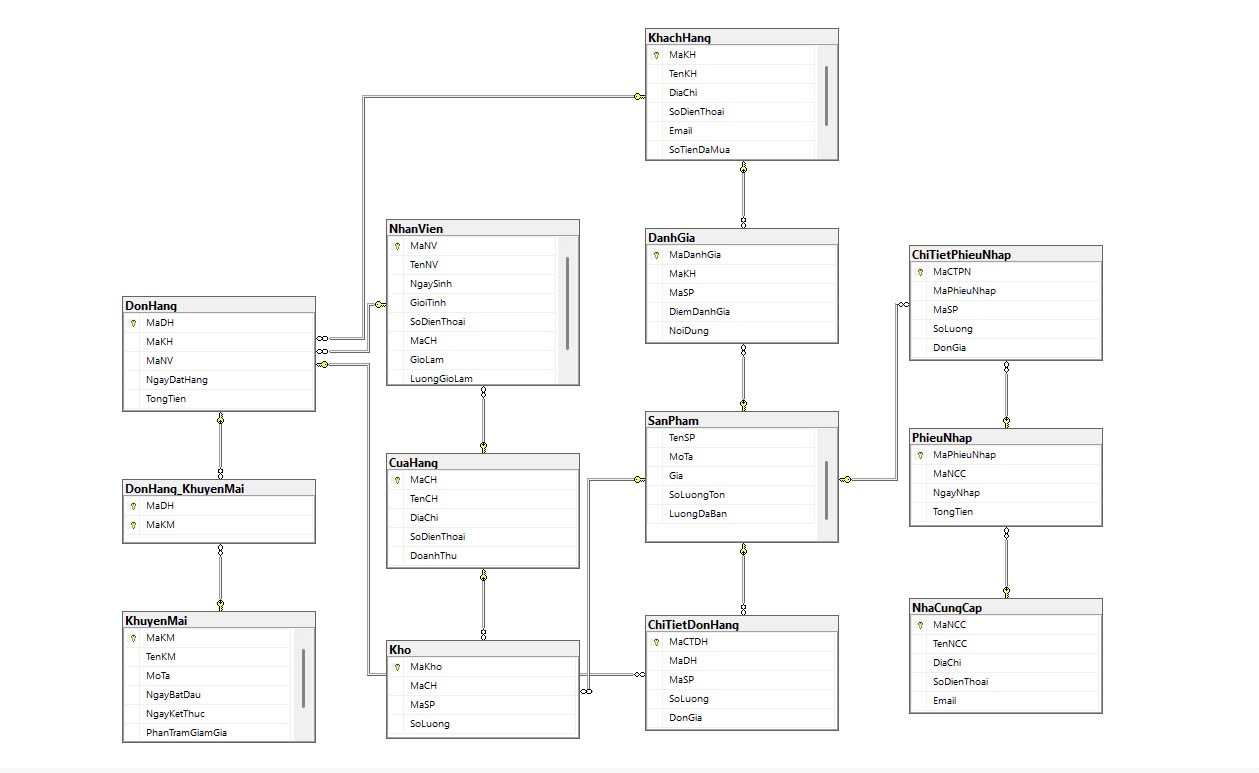 KhachHang
MaKH
TenKH
DiaChi
SoDienThoai
Email
SoTienDaMua
NhanVien
MaNV
TenNV
NgaySinh
GioiTinh
SoDienThoai
MaCH
GioLam
LuongGioLam
DanhGia
MaDanhGia
MaKH
MaSP
DiemDanhGia
NoiDung
ChiTietPhieuNhap
MaCTPN
MaPhieuNhap
MaSP
SoLuong
DonGia
DonHang
MaDH
MaKH
MaNV
NgayDatHang
TongTien
SanPham
TenSP
MoTa
Gia
SoLuongTon
LuongDaBan
PhieuNhap
MaPhieuNhap
MaNCC
NgayNhap
TongTien
CuaHang
MaCH
TenCH
DiaChi
SoDienThoai
DoanhThu
DonHang_KhuyenMai
MaDH
MaKM
NhaCungCap
MaNCC
TenNCC
DiaChi
SoDienThoai
Email
KhuyenMai
MaKM
TenKM
MoTa
NgayBatDau
NgayKetThuc
PhanTramGiamGia
ChiTietDonHang
MaCTDH
MaDH
MaSP
SoLuong
DonGia
Kho
MaKho
MaCH
MaSP
SoLuong